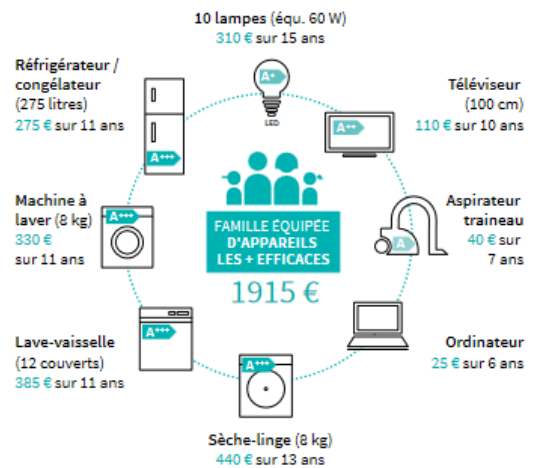 10 lampes (équ. 60 W)
310 € sur 15 ans
A+
LED
Téléviseur
(100 cm)
110 € sur 10 ans
A++
Aspirateur
traineau
40 € sur
7 ans
A
Ordinateur
25 € sur 6 ans
Sèche-linge (8 kg)
440 € sur 13 ans
A+++
Lave-vaisselle
(12 couverts)
385 € sur 11 ans
A+++
Machine à
laver (8 kg)
330 €
sur 11 ans
A+++
Réfrigérateur /
congélateur
(275 litres)
275 € sur 11 ans
A+++
FAMILLE ÉQUIPÉE
D'APPAREILS
LES + EFFICACES
1915 €